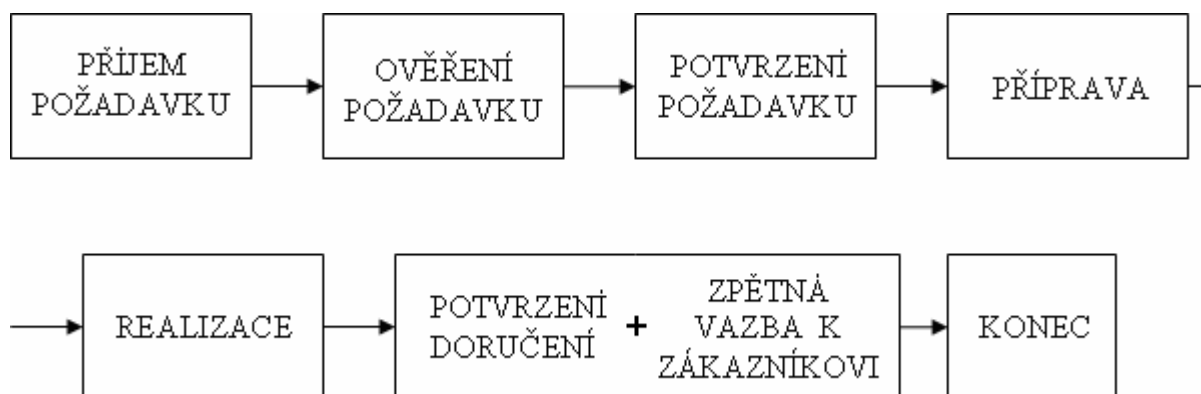 PŘÍJEM
POŽADAVKU
OVĚŘENÍ
POŽADAVKU
POTVRZENÍ
POŽADAVKU
PŘÍPRAVA
REALIZACE
POTVRZENÍ
DORUČENÍ
+
ZPĚTNÁ
VAZBA K
ZÁKAZNÍKOVI
KONEC